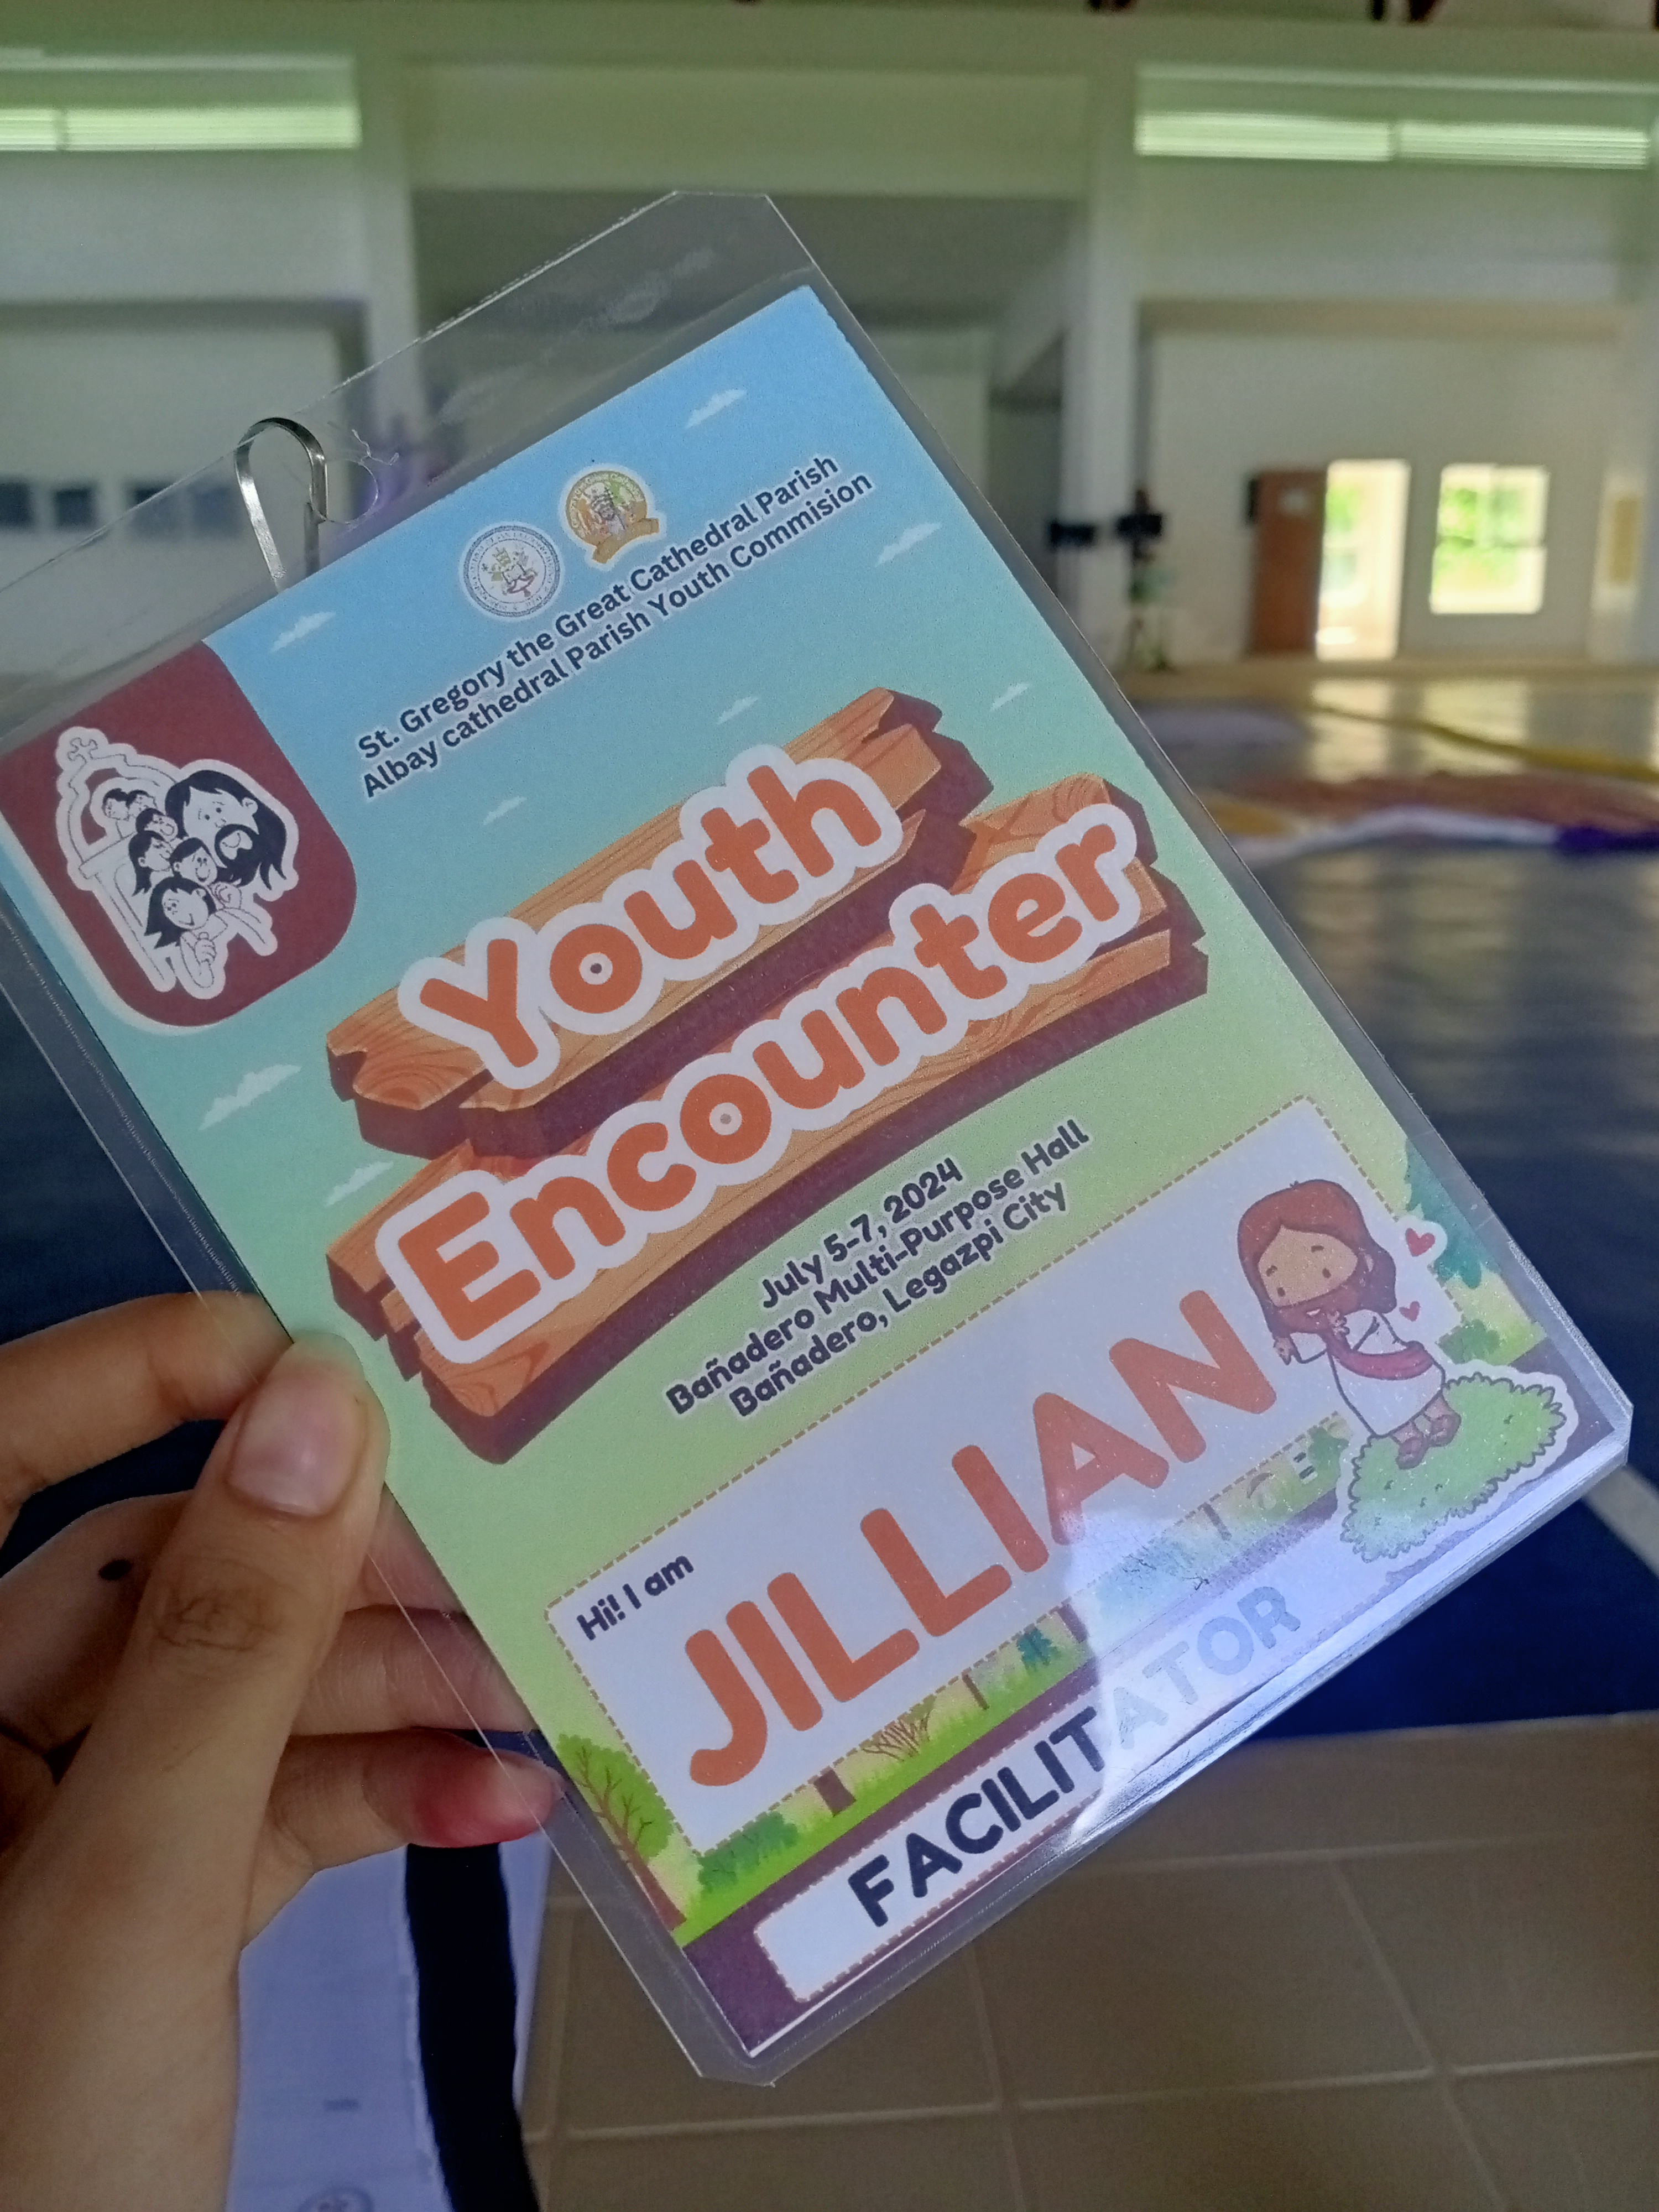 St. Gregory the Great Cathedral Parish
Albay cathedral Parish Youth Commision
Youth
Encounter
July 5-7, 2024
Bañadero Multi-Purpose Hall
Bañadero, Legazpi City
Hi! I am
JILLIAN
FACILITATOR